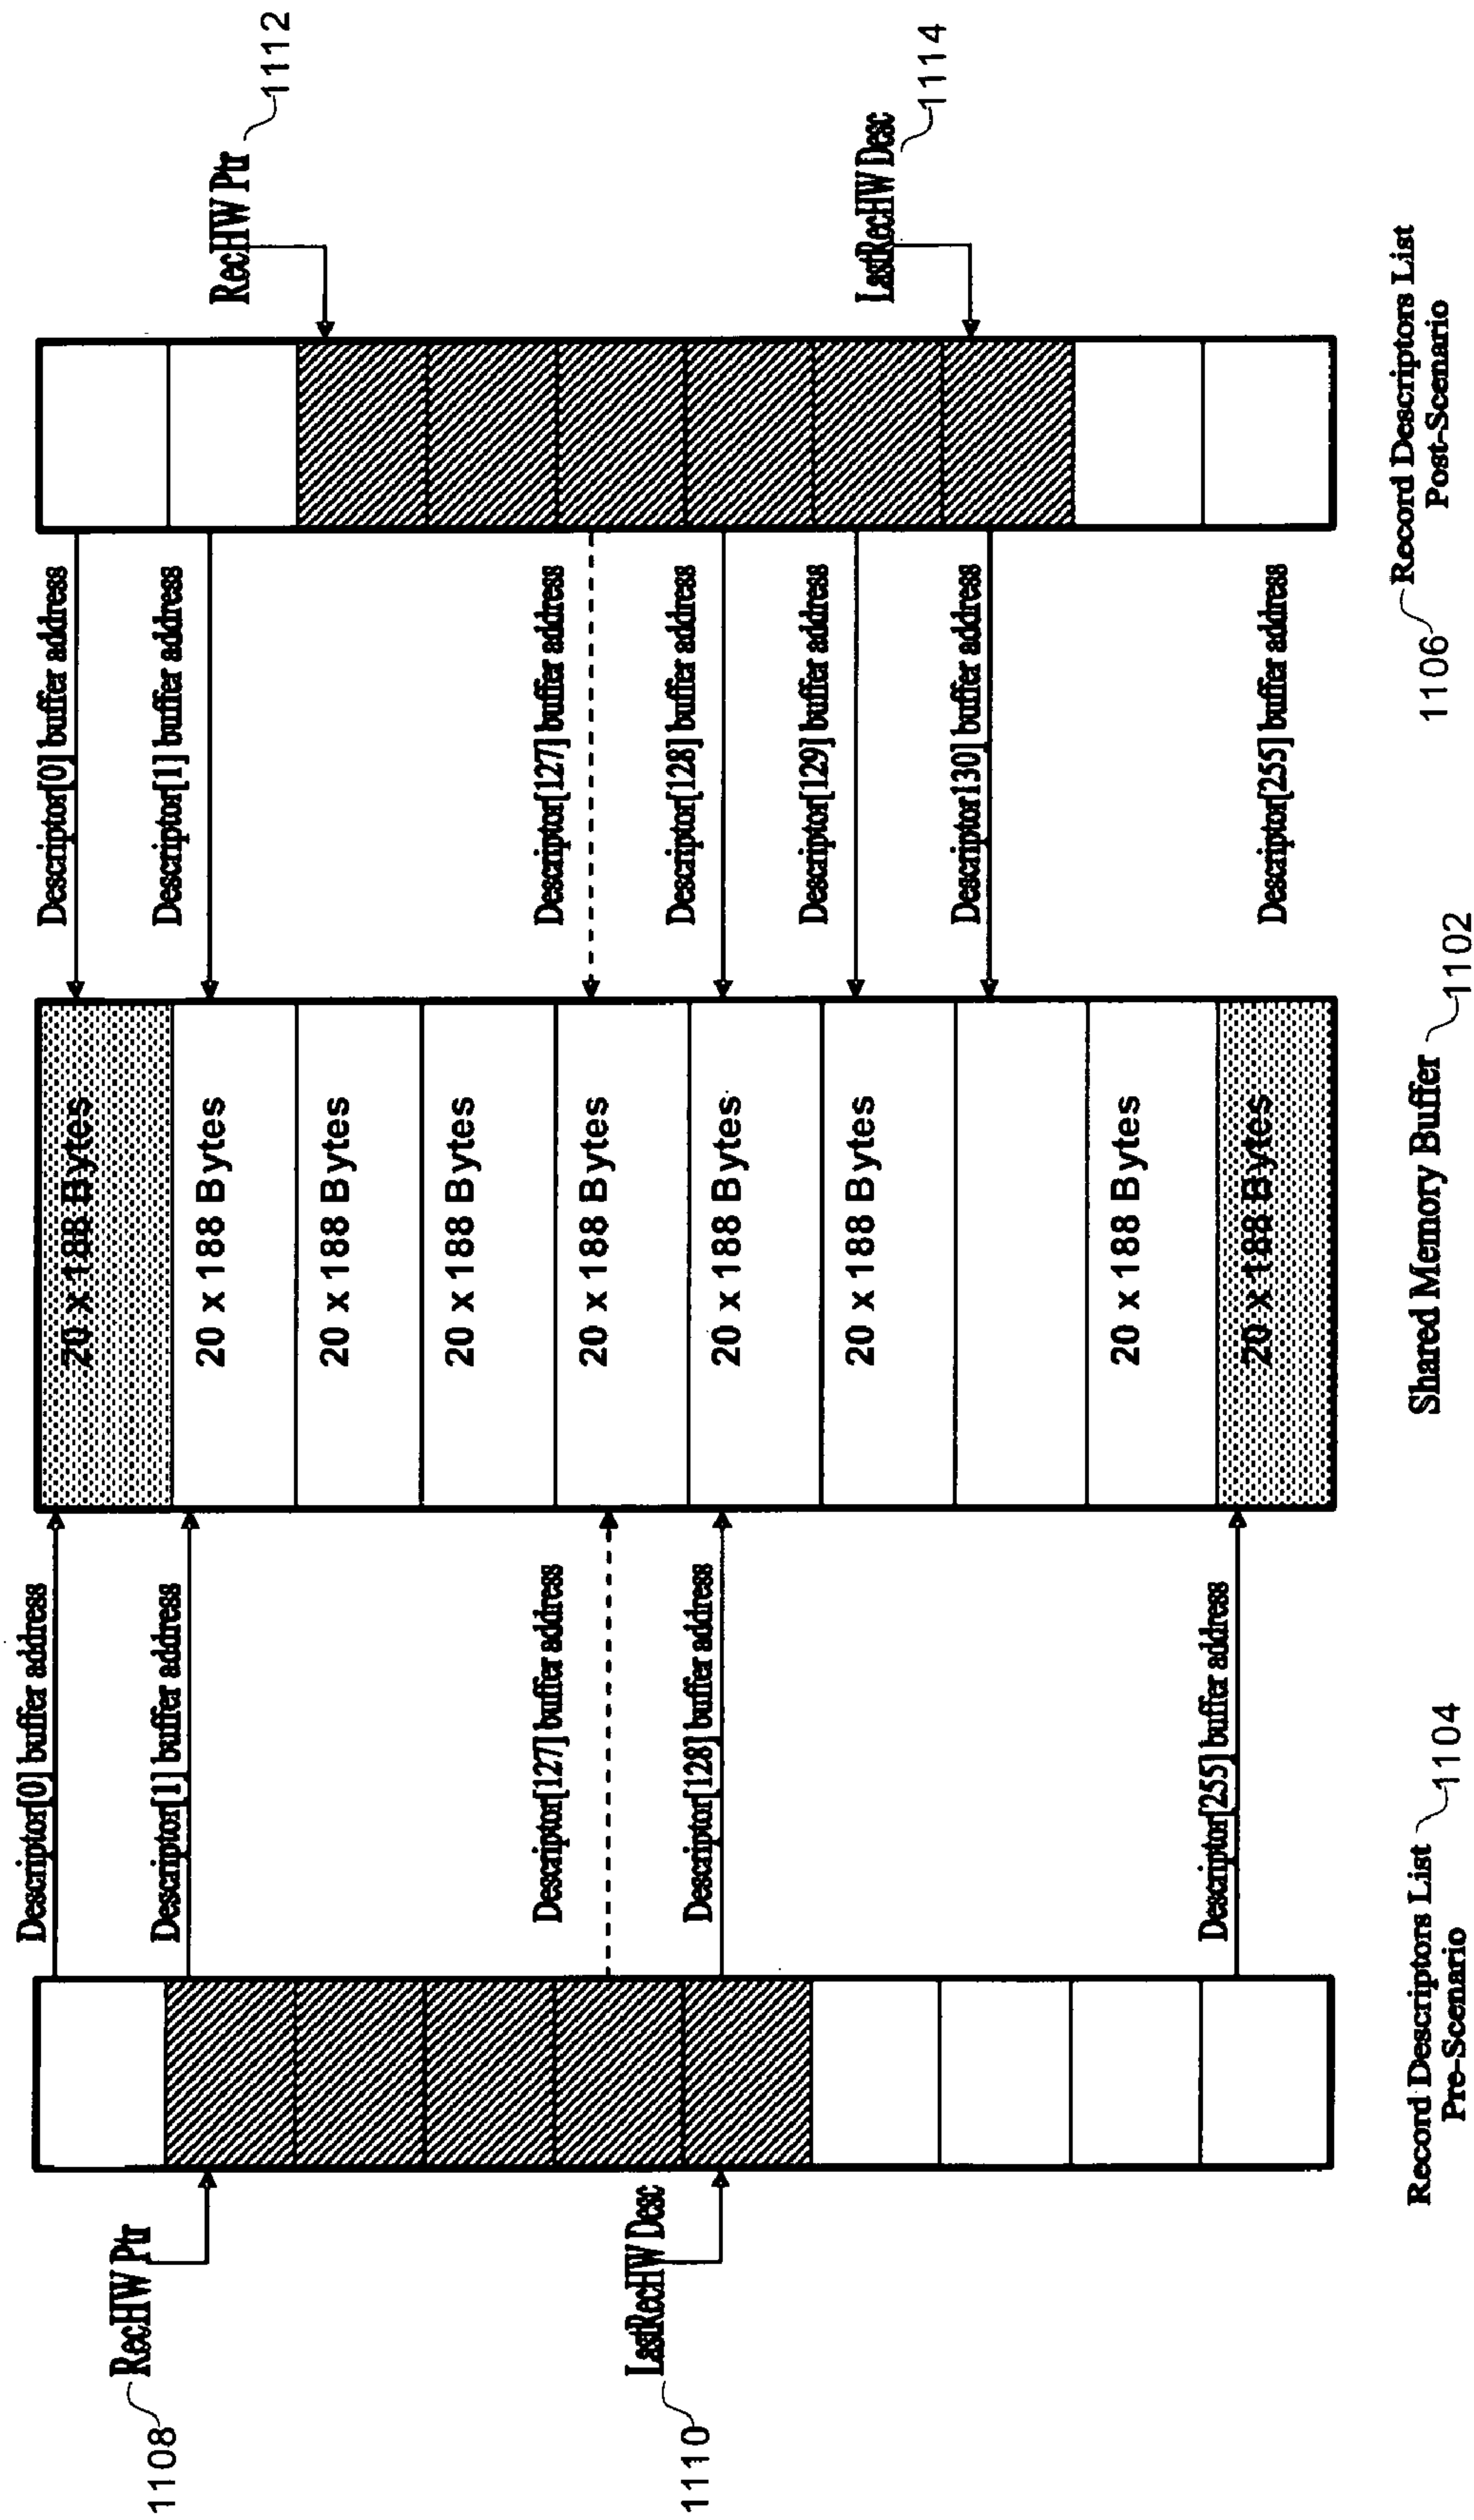 1108
RecHW Ptr
1110
LastRecHW Desc
Descriptor[0] buffer address
Descriptor[1] buffer address
Descriptor[127] buffer address
Descriptor[128] buffer address
Descriptor[255] buffer address
Record Descriptors List
Pre-Scenario
1104
20 x 188 Bytes
20 x 188 Bytes
20 x 188 Bytes
20 x 188 Bytes
20 x 188 Bytes
20 x 188 Bytes
20 x 188 Bytes
20 x 188 Bytes
20 x 188 Bytes
Shared Memory Buffer
1102
Descriptor[0] buffer address
Descriptor[1] buffer address
Descriptor[127] buffer address
Descriptor[128] buffer address
Descriptor[129] buffer address
Descriptor[130] buffer address
Descriptor[255] buffer address
RecHW Ptr
1112
LastRecHW Desc
1114
1106
Record Descriptors List
Post-Scenario